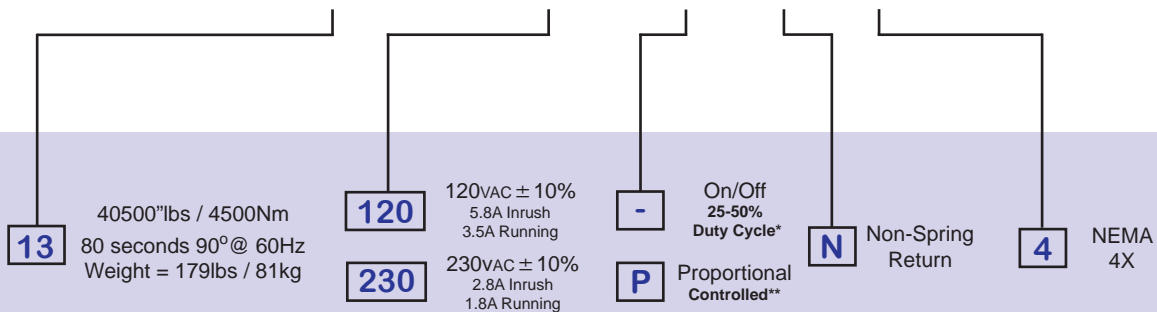 13
40500"lbs / 4500Nm
80 seconds 90°@ 60Hz
Weight = 179lbs / 81kg
120
120VAC ± 10%
5.8A Inrush
3.5A Running
230
230VAC ± 10%
2.8A Inrush
1.8A Running
-
On/Off
25-50%
Duty Cycle*
P
Proportional
Controlled**
N
Non-Spring
Return
4
NEMA
4X